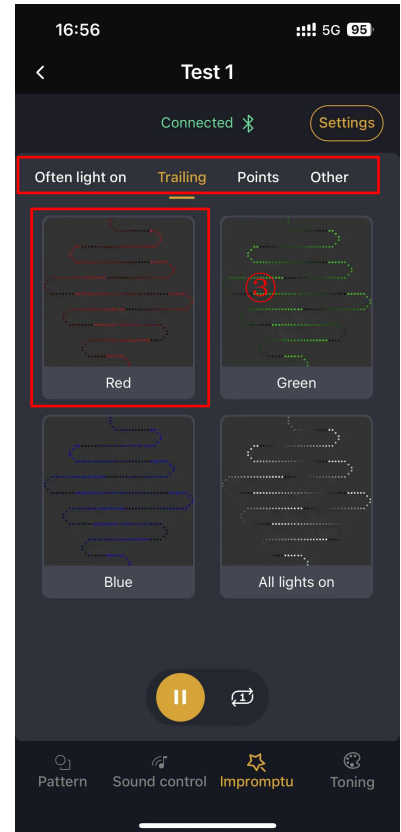 16:56 5G 95
Test 1
Connected Settings
Often light on Trailing Points Other
③
Red Green
Blue All lights on
1
Pattern Sound control Impromptu Toning